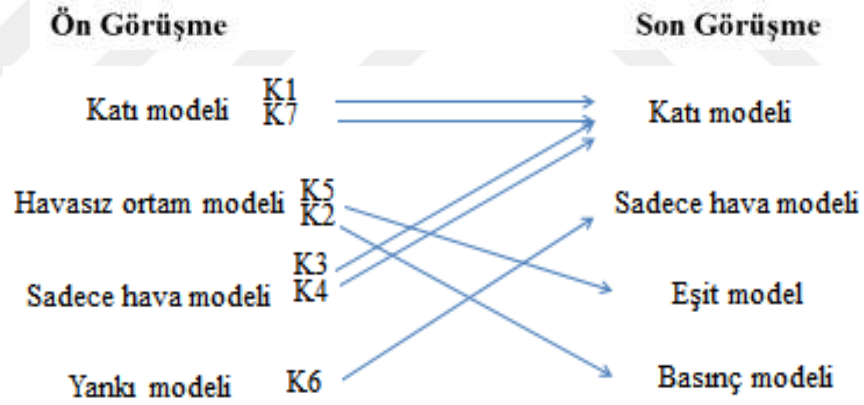 Ön Görüşme
Son Görüşme
Katı modeli K1
K7
Katı modeli
Havasız ortam modeli K5
K2
Sadece hava modeli
Sadece hava modeli K3
K4
Eşit model
Yankı modeli K6
Basınç modeli